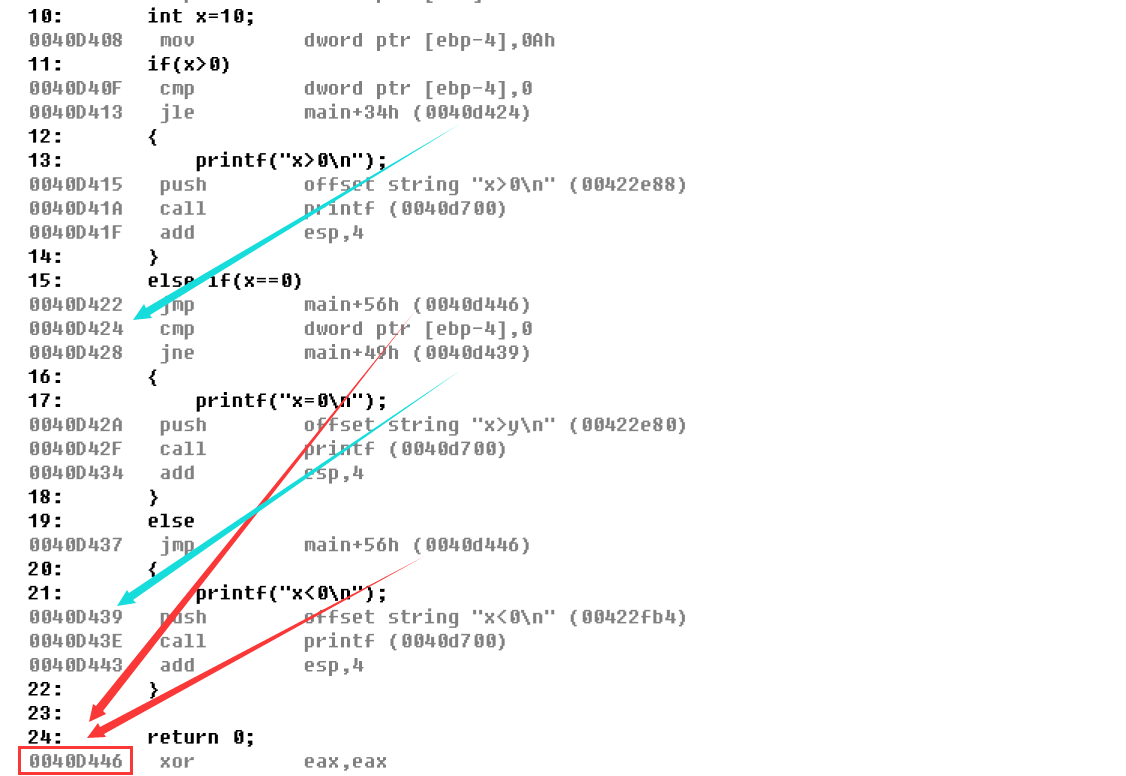 10: int x=10;
0040D408 mov dword ptr [ebp-4],0Ah
11: if(x>0)
0040D40F cmp dword ptr [ebp-4],0
0040D413 jle main+34h (0040d424)
12: {
13: printf("x>0\n");
0040D415 push offset string "x>0\n" (00422e88)
0040D41A call printf (0040d700)
0040D41F add esp,4
14: }
15: else if(x==0)
0040D422 jmp main+56h (0040d446)
0040D424 cmp dword ptr [ebp-4],0
0040D428 jne main+49h (0040d439)
16: {
17: printf("x=0\n");
0040D42A push offset string "x>y\n" (00422e80)
0040D42F call printf (0040d700)
0040D434 add esp,4
18: }
19: else
0040D437 jmp main+56h (0040d446)
20: {
21: printf("x<0\n");
0040D439 push offset string "x<0\n" (00422fb4)
0040D43E call printf (0040d700)
0040D443 add esp,4
22: }
23:
24: return 0;
0040D446 xor eax,eax